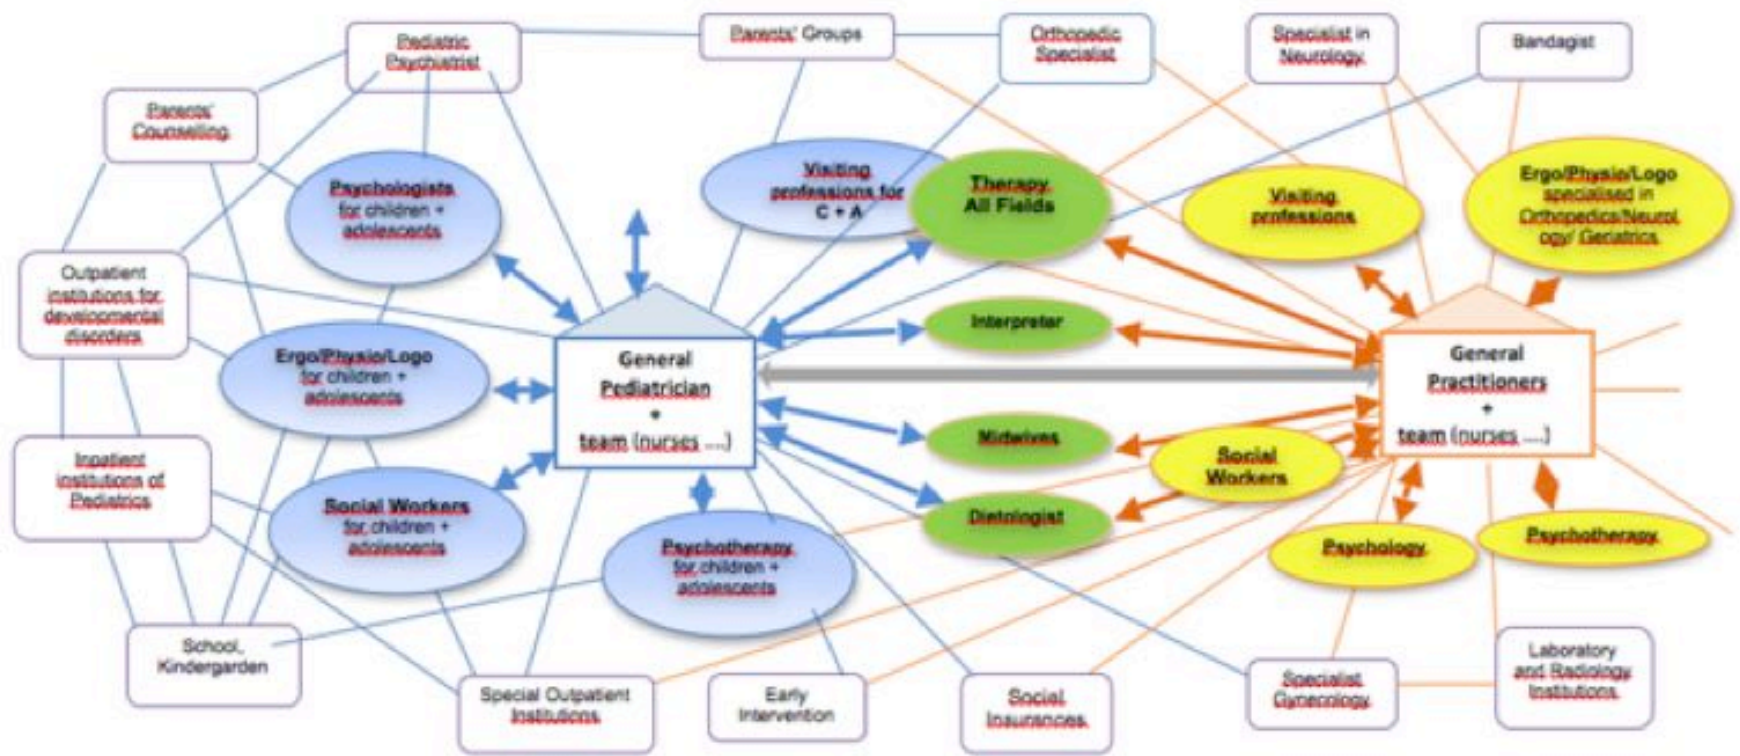 Pediatric
Psychiatrist
Parents' Groups
Orthopedic
Specialist
Specialist in
Neurology
Bandagist
Parents'
Counselling
Psychologists
for children +
adolescents
Visiting
professions for
C + A
Therapy
All Fields
Visiting
professions
Ergo/Physio/Logo
specialised in
Orthopedics/Neurol
ogy/ Geriatrics
Outpatient
institutions for
developmental
disorders
Ergo/Physio/Logo
for children +
adolescents
General
Pediatrician
+
team (nurses ....)
Interpreter
General
Practitioners
+
team (nurses ....)
Midwives
Social
Workers
Inpatient
institutions of
Pediatrics
Social Workers
for children +
adolescents
Psychotherapy
for children +
adolescents
Dietologist
Psychology
Psychotherapy
School,
Kindergarden
Special Outpatient
Institutions
Early
Intervention
Social
Insurances
Specialist
Gynecology
Laboratory
and Radiology
Institutions